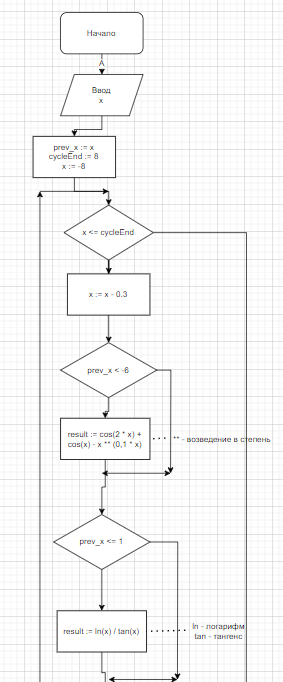 Начало
A
Ввод
x
prev_x := x
cycleEnd := 8
x := -8
x <= cycleEnd
x := x - 0.3
prev_x < -6
result := cos(2 * x) +
cos(x) - x ** (0,1 * x)
** - возведение в степень
prev_x <= 1
result := ln(x) / tan(x)
ln - логарифм
tan - тангенс